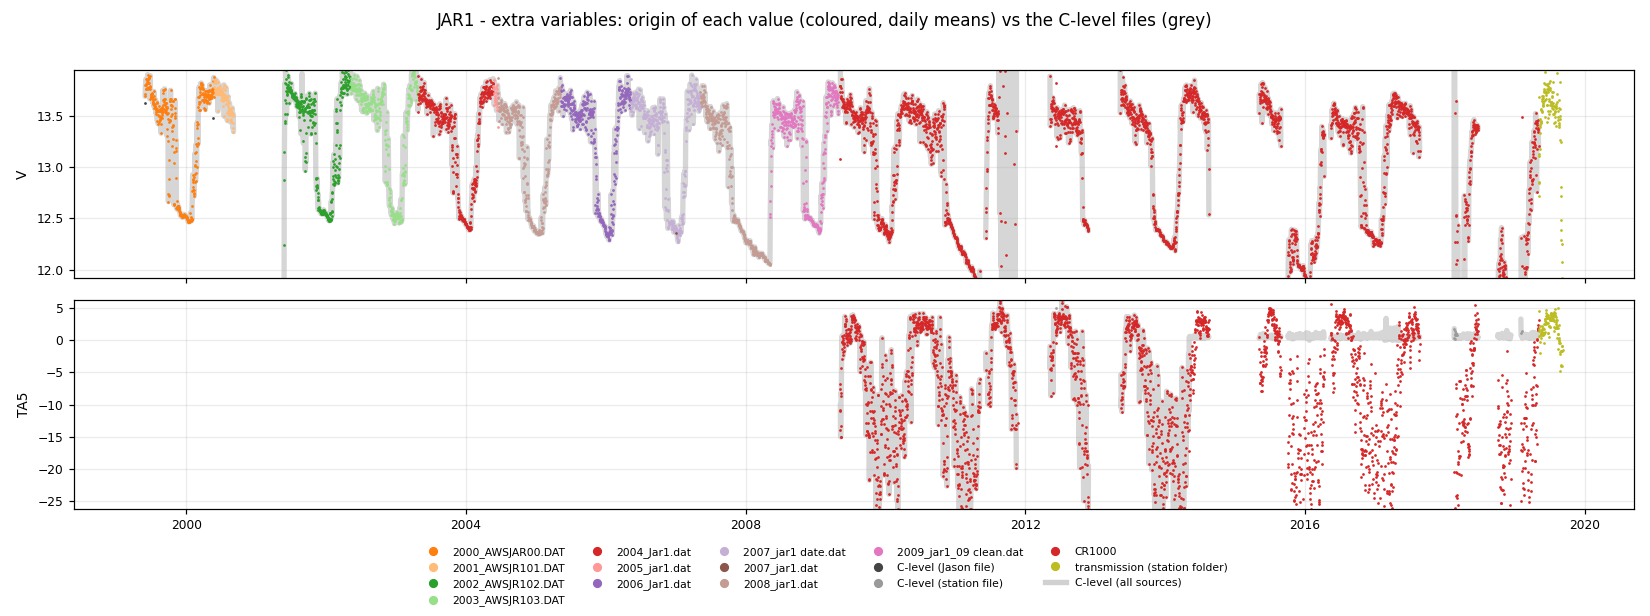 JAR1 - extra variables: origin of each value (coloured, daily means) vs the C-level files (grey)
V
13.5
13.0
12.5
12.0
TA5
5
0
−5
−10
−15
−20
−25
2000
2004
2008
2012
2016
2020
2000_AWSJAR00.DAT
2001_AWSJR101.DAT
2002_AWSJR102.DAT
2003_AWSJR103.DAT
2004_Jar1.dat
2005_jar1.dat
2006_Jar1.dat
2007_jar1 date.dat
2007_jar1.dat
2008_jar1.dat
2009_jar1_09 clean.dat
C-level (Jason file)
C-level (station file)
CR1000
transmission (station folder)
C-level (all sources)